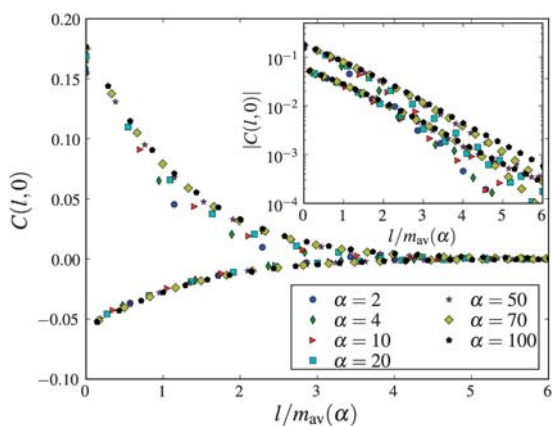 0.20
0.15
0.10
0.05
0.00
−0.05
−0.10
C(l,0)
0 1 2 3 4 5 6
l/m_av(α)
10⁻¹
10⁻²
10⁻³
10⁻⁴
|C(l,0)|
0 1 2 3 4 5 6
l/m_av(α)
α = 2
α = 4
α = 10
α = 20
α = 50
α = 70
α = 100